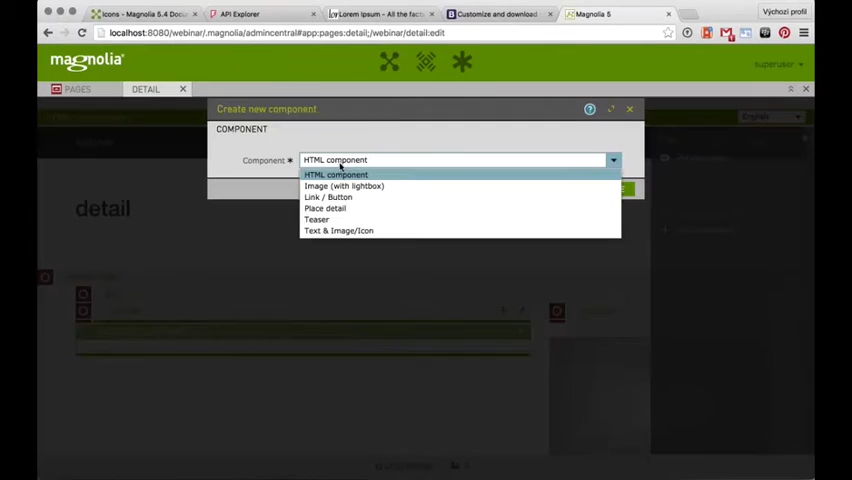 Icons - Magnolia 5.4 Docu
API Explorer
Lorem Ipsum - All the facts
Customize and download
Magnolia 5
Výchozí profil
localhost:8080/webinar/.magnolia/admincentral#app:pages:detail;/webinar/detail:edit
magnolia
superuser
PAGES
DETAIL
Create new component
English
COMPONENT
Component *
HTML component
HTML component
Image (with lightbox)
Link / Button
Place detail
Teaser
Text & Image/Icon
detail